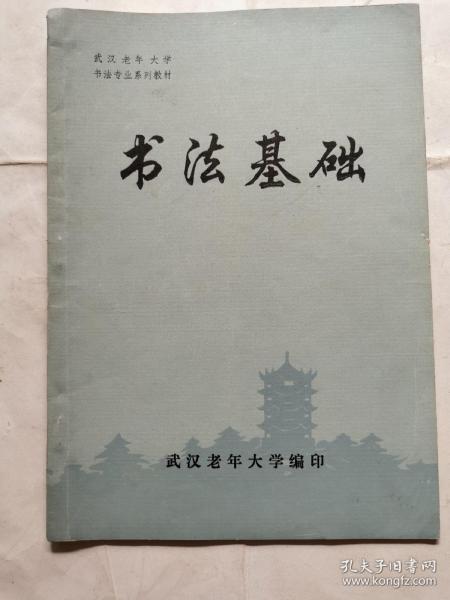 武汉老年大学
书法专业系列教材
书法基础
武汉老年大学编印
孔夫子旧书网
www.kongfz.com